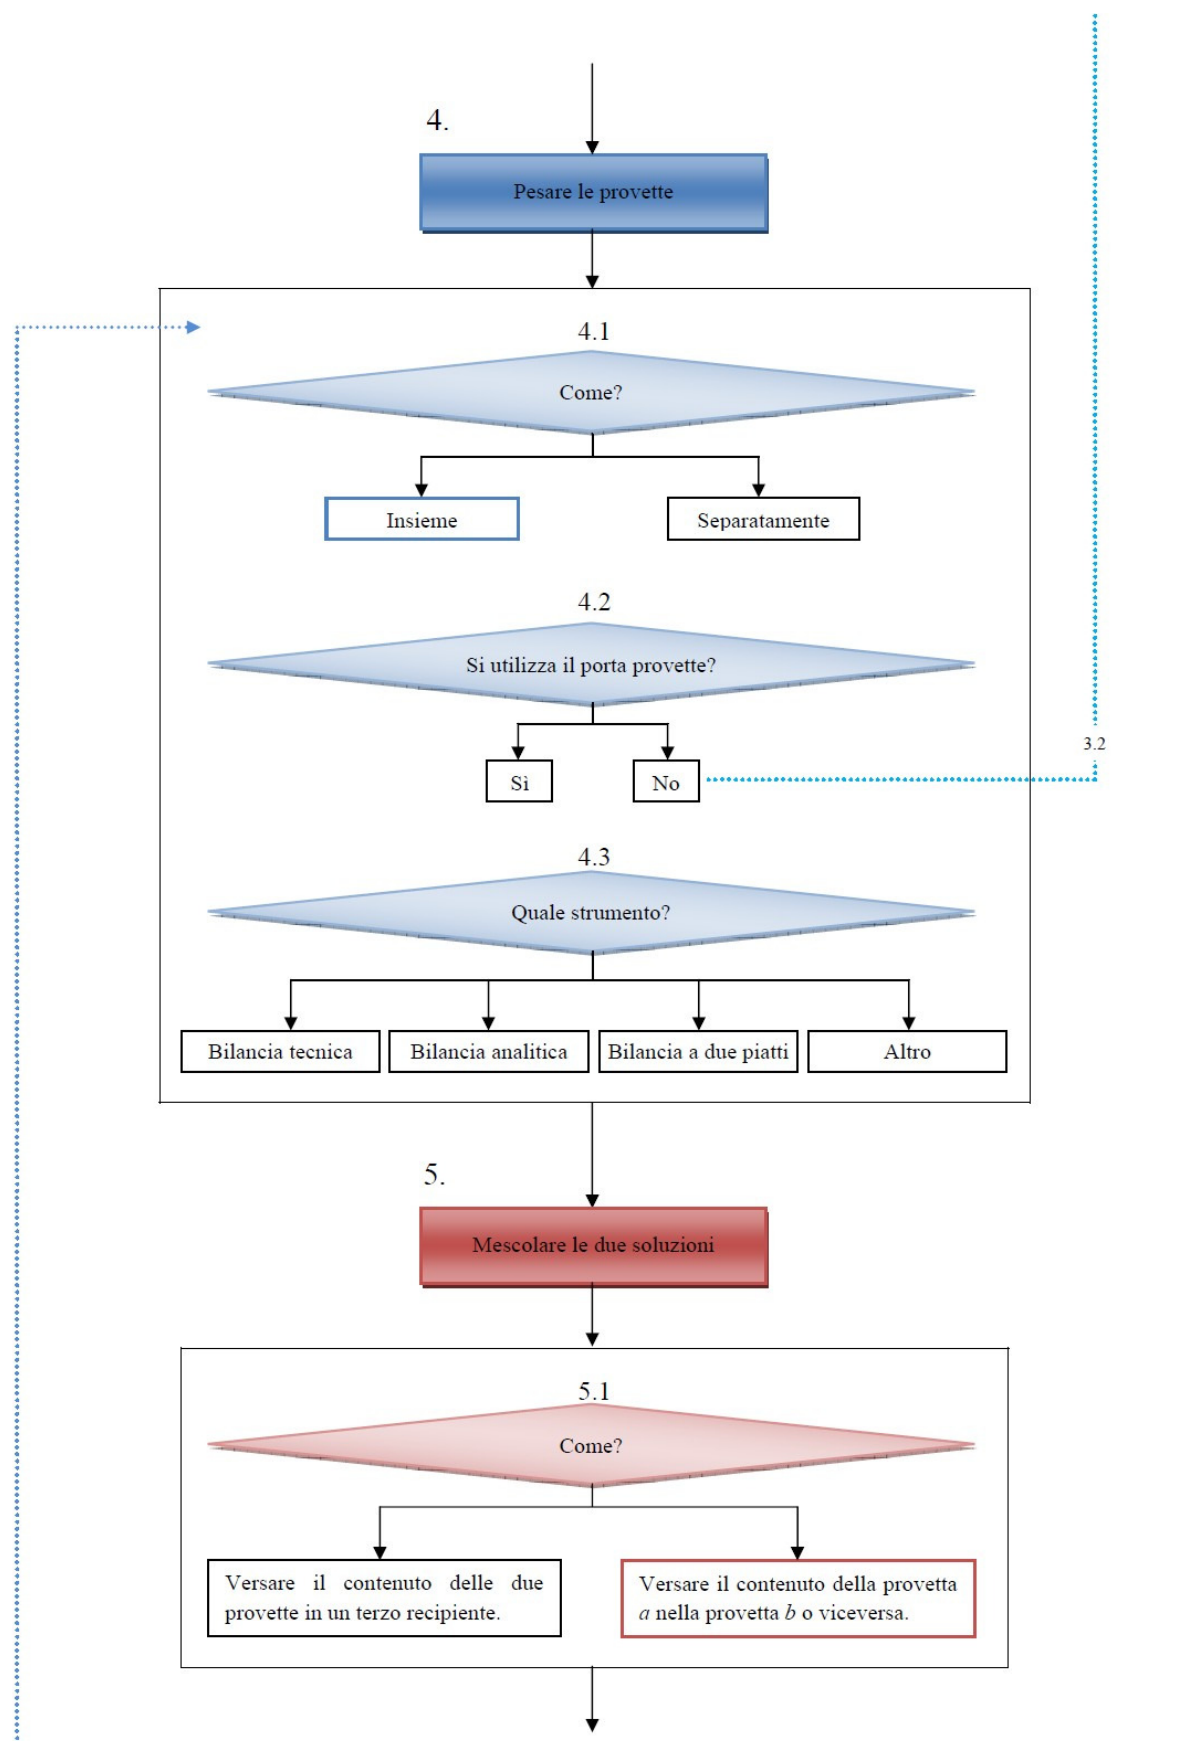 4.
Pesare le provette
4.1
Come?
Insieme
Separatamente
4.2
Si utilizza il porta provette?
3.2
Sì
No
4.3
Quale strumento?
Bilancia tecnica
Bilancia analitica
Bilancia a due piatti
Altro
5.
Mescolare le due soluzioni
5.1
Come?
Versare il contenuto delle due
provette in un terzo recipiente.
Versare il contenuto della provetta
a nella provetta b o viceversa.